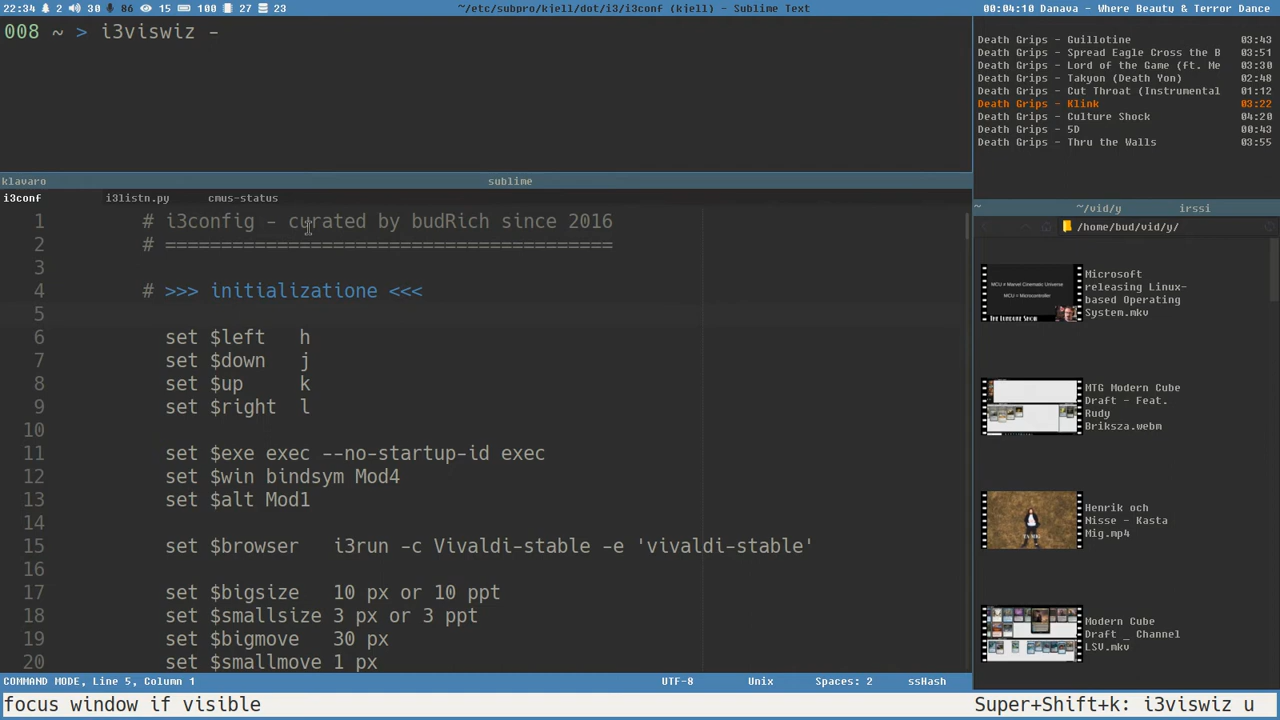 22:34 2 30 86 15 100 27 23
~/etc/subpro/kjell/dot/i3/i3conf (kjell) - Sublime Text
00:04:10 Danava - Where Beauty & Terror Dance
008 ~ > i3viswiz -
Death Grips - Guillotine 03:43
Death Grips - Spread Eagle Cross the B 03:51
Death Grips - Lord of the Game (ft. Me 03:30
Death Grips - Takyon (Death Yon) 02:48
Death Grips - Cut Throat (Instrumental 01:12
Death Grips - Klink 03:22
Death Grips - Culture Shock 04:20
Death Grips - 5D 00:43
Death Grips - Thru the Walls 03:55
klavaro sublime
i3conf i3listn.py cmus-status
1 # i3config - curated by budRich since 2016
2 # ========================================
3
4 # >>> initializatione <<<
5
6 set $left h
7 set $down j
8 set $up k
9 set $right l
10
11 set $exe exec --no-startup-id exec
12 set $win bindsym Mod4
13 set $alt Mod1
14
15 set $browser i3run -c Vivaldi-stable -e 'vivaldi-stable'
16
17 set $bigsize 10 px or 10 ppt
18 set $smallsize 3 px or 3 ppt
19 set $bigmove 30 px
20 set $smallmove 1 px
~ ~/vid/y irssi
/home/bud/vid/y/
MCU ≠ Marvel Cinematic Universe
MCU = Microcontroller
THE LUNDUKE SHOW
Microsoft
releasing Linux-
based Operating
System.mkv
MTG Modern Cube
Draft - Feat.
Rudy
Briksza.webm
Henrik och
Nisse - Kasta
Mig.mp4
Modern Cube
Draft _ Channel
LSV.mkv
COMMAND MODE, Line 5, Column 1 UTF-8 Unix Spaces: 2 ssHash
focus window if visible Super+Shift+k: i3viswiz u